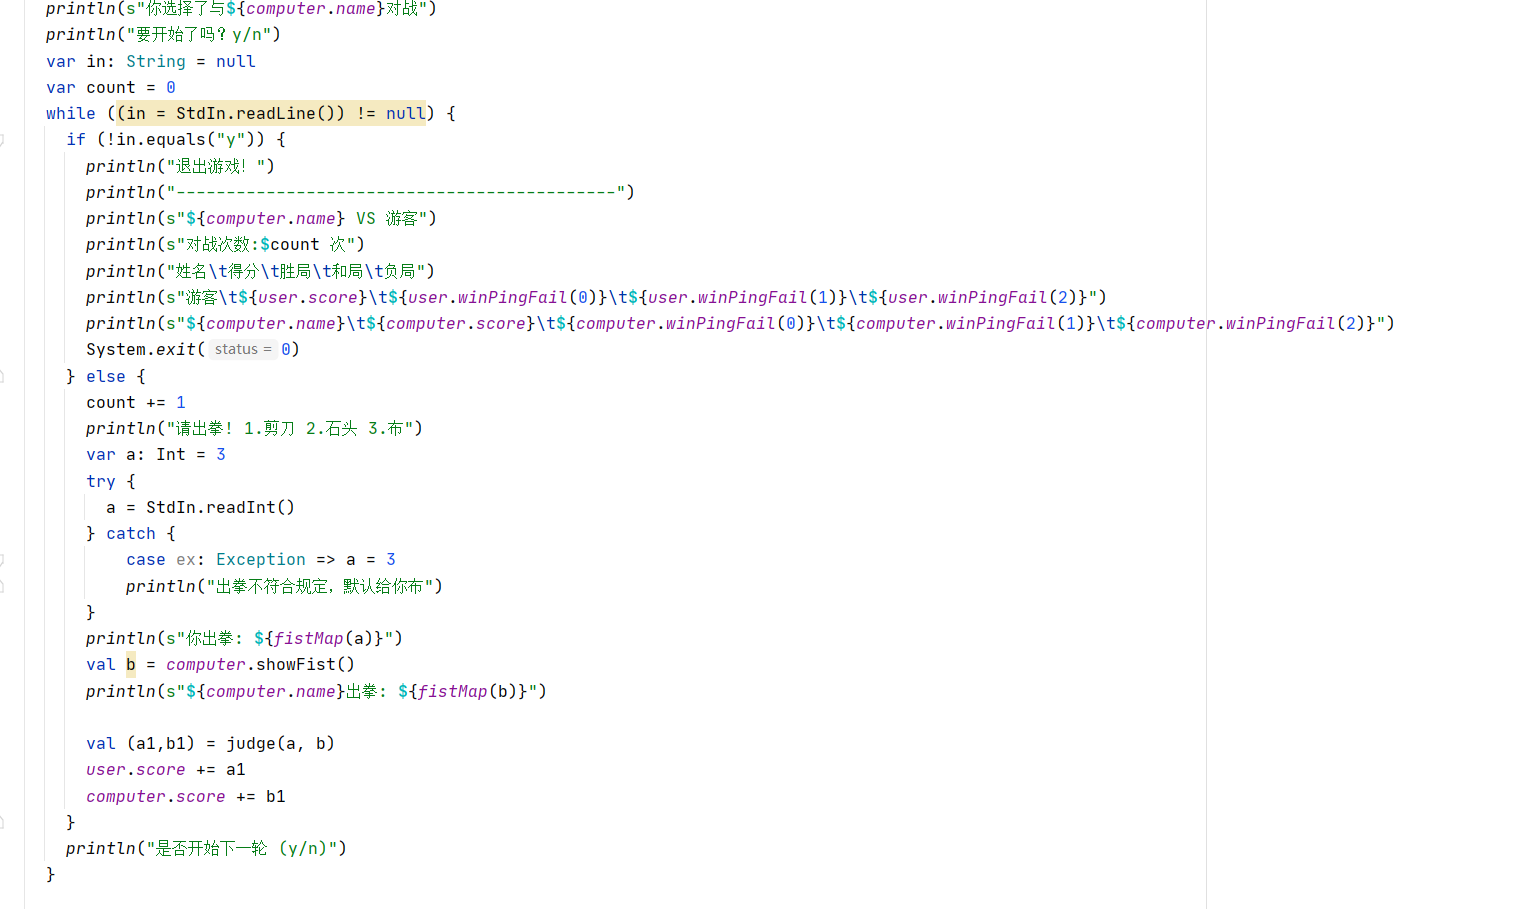 println(s"你选择了与${computer.name}对战")
println("要开始了吗？y/n")
var in: String = null
var count = 0
while ((in = StdIn.readLine()) != null) {
if (!in.equals("y")) {
println("退出游戏！")
println("--------------------------------------------")
println(s"${computer.name} VS 游客")
println(s"对战次数:$count 次")
println("姓名\t得分\t胜局\t和局\t负局")
println(s"游客\t${user.score}\t${user.winPingFail(0)}\t${user.winPingFail(1)}\t${user.winPingFail(2)}")
println(s"${computer.name}\t${computer.score}\t${computer.winPingFail(0)}\t${computer.winPingFail(1)}\t${computer.winPingFail(2)}")
System.exit( status = 0)
} else {
count += 1
println("请出拳! 1.剪刀 2.石头 3.布")
var a: Int = 3
try {
a = StdIn.readInt()
} catch {
case ex: Exception => a = 3
println("出拳不符合规定，默认给你布")
}
println(s"你出拳: ${fistMap(a)}")
val b = computer.showFist()
println(s"${computer.name}出拳: ${fistMap(b)}")
val (a1,b1) = judge(a, b)
user.score += a1
computer.score += b1
}
println("是否开始下一轮 (y/n)")
}